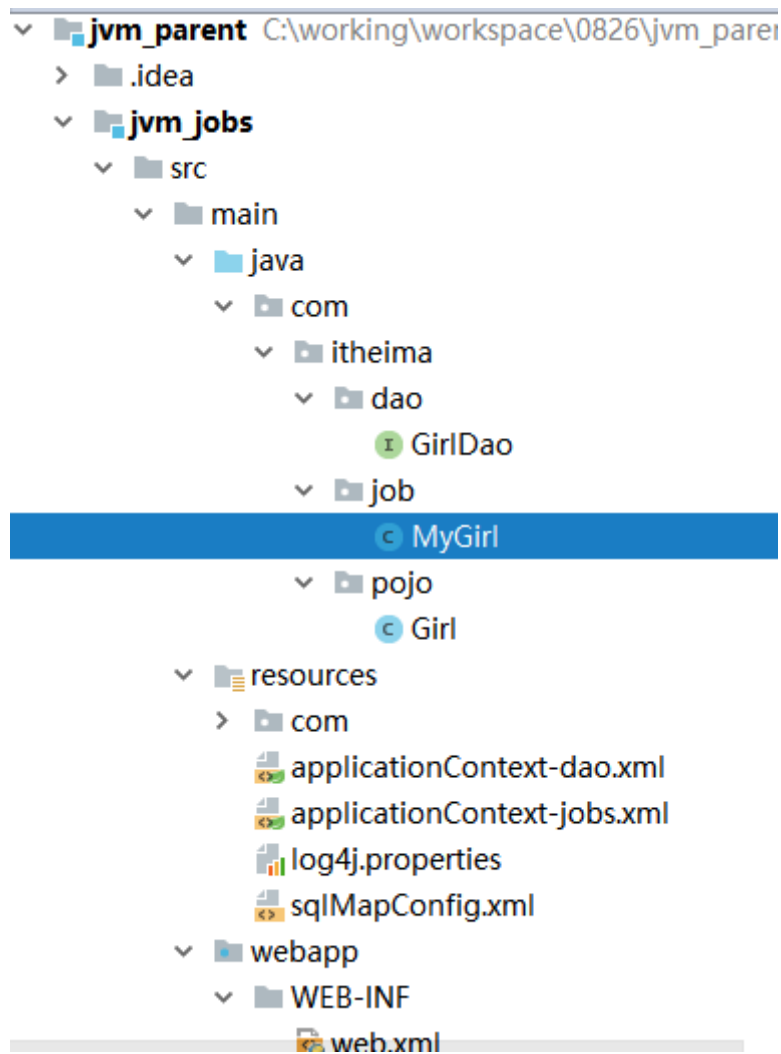 jvm_parent C:\working\workspace\0826\jvm_paren
.idea
jvm_jobs
src
main
java
com
itheima
dao
I GirlDao
job
C MyGirl
pojo
C Girl
resources
com
applicationContext-dao.xml
applicationContext-jobs.xml
log4j.properties
sqlMapConfig.xml
webapp
WEB-INF
web.xml